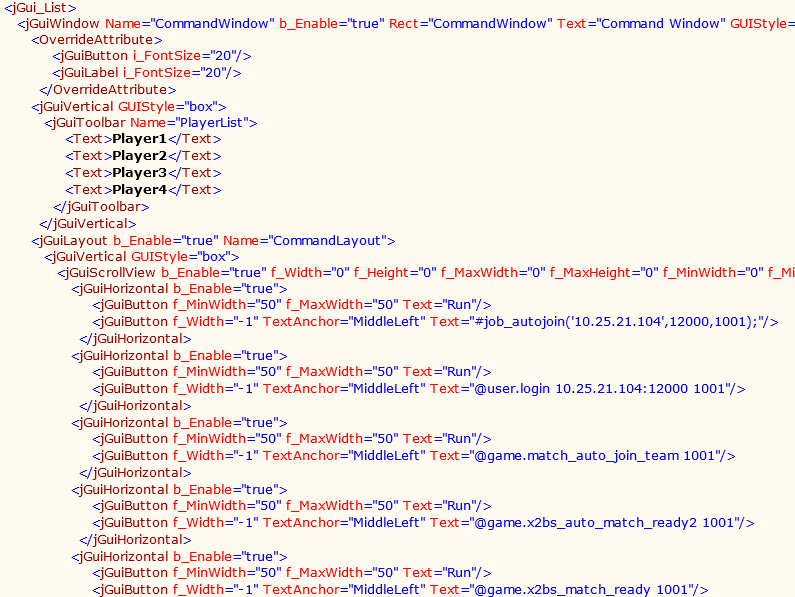 <jGui_List>
<jGuiWindow Name="CommandWindow" b_Enable="true" Rect="CommandWindow" Text="Command Window" GUIStyle=
<OverrideAttribute>
<jGuiButton i_FontSize="20"/>
<jGuiLabel i_FontSize="20"/>
</OverrideAttribute>
<jGuiVertical GUIStyle="box">
<jGuiToolbar Name="PlayerList">
<Text>Player1</Text>
<Text>Player2</Text>
<Text>Player3</Text>
<Text>Player4</Text>
</jGuiToolbar>
</jGuiVertical>
<jGuiLayout b_Enable="true" Name="CommandLayout">
<jGuiVertical GUIStyle="box">
<jGuiScrollView b_Enable="true" f_Width="0" f_Height="0" f_MaxWidth="0" f_MaxHeight="0" f_MinWidth="0" f_Mi
<jGuiHorizontal b_Enable="true">
<jGuiButton f_MinWidth="50" f_MaxWidth="50" Text="Run"/>
<jGuiButton f_Width="-1" TextAnchor="MiddleLeft" Text="#job_autojoin('10.25.21.104',12000,1001);"/>
</jGuiHorizontal>
<jGuiHorizontal b_Enable="true">
<jGuiButton f_MinWidth="50" f_MaxWidth="50" Text="Run"/>
<jGuiButton f_Width="-1" TextAnchor="MiddleLeft" Text="@user.login 10.25.21.104:12000 1001"/>
</jGuiHorizontal>
<jGuiHorizontal b_Enable="true">
<jGuiButton f_MinWidth="50" f_MaxWidth="50" Text="Run"/>
<jGuiButton f_Width="-1" TextAnchor="MiddleLeft" Text="@game.match_auto_join_team 1001"/>
</jGuiHorizontal>
<jGuiHorizontal b_Enable="true">
<jGuiButton f_MinWidth="50" f_MaxWidth="50" Text="Run"/>
<jGuiButton f_Width="-1" TextAnchor="MiddleLeft" Text="@game.x2bs_auto_match_ready2 1001"/>
</jGuiHorizontal>
<jGuiHorizontal b_Enable="true">
<jGuiButton f_MinWidth="50" f_MaxWidth="50" Text="Run"/>
<jGuiButton f_Width="-1" TextAnchor="MiddleLeft" Text="@game.x2bs_match_ready 1001"/>